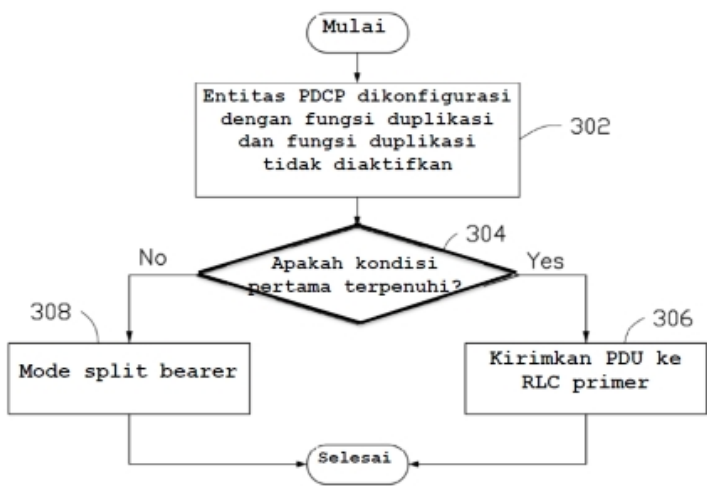 Mulai
Entitas PDCP dikonfigurasi
dengan fungsi duplikasi
dan fungsi duplikasi
tidak diaktifkan
302
304
Apakah kondisi
pertama terpenuhi?
No
Yes
308
306
Mode split bearer
Kirimkan PDU ke
RLC primer
Selesai